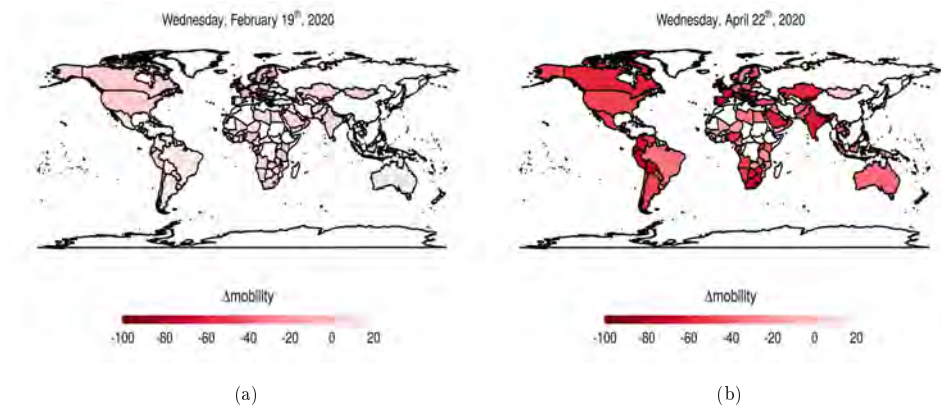 Wednesday, February 19th, 2020
Wednesday, April 22th, 2020
Δmobility
-100 -80 -60 -40 -20 0 20
Δmobility
-100 -80 -60 -40 -20 0 20
(a)
(b)